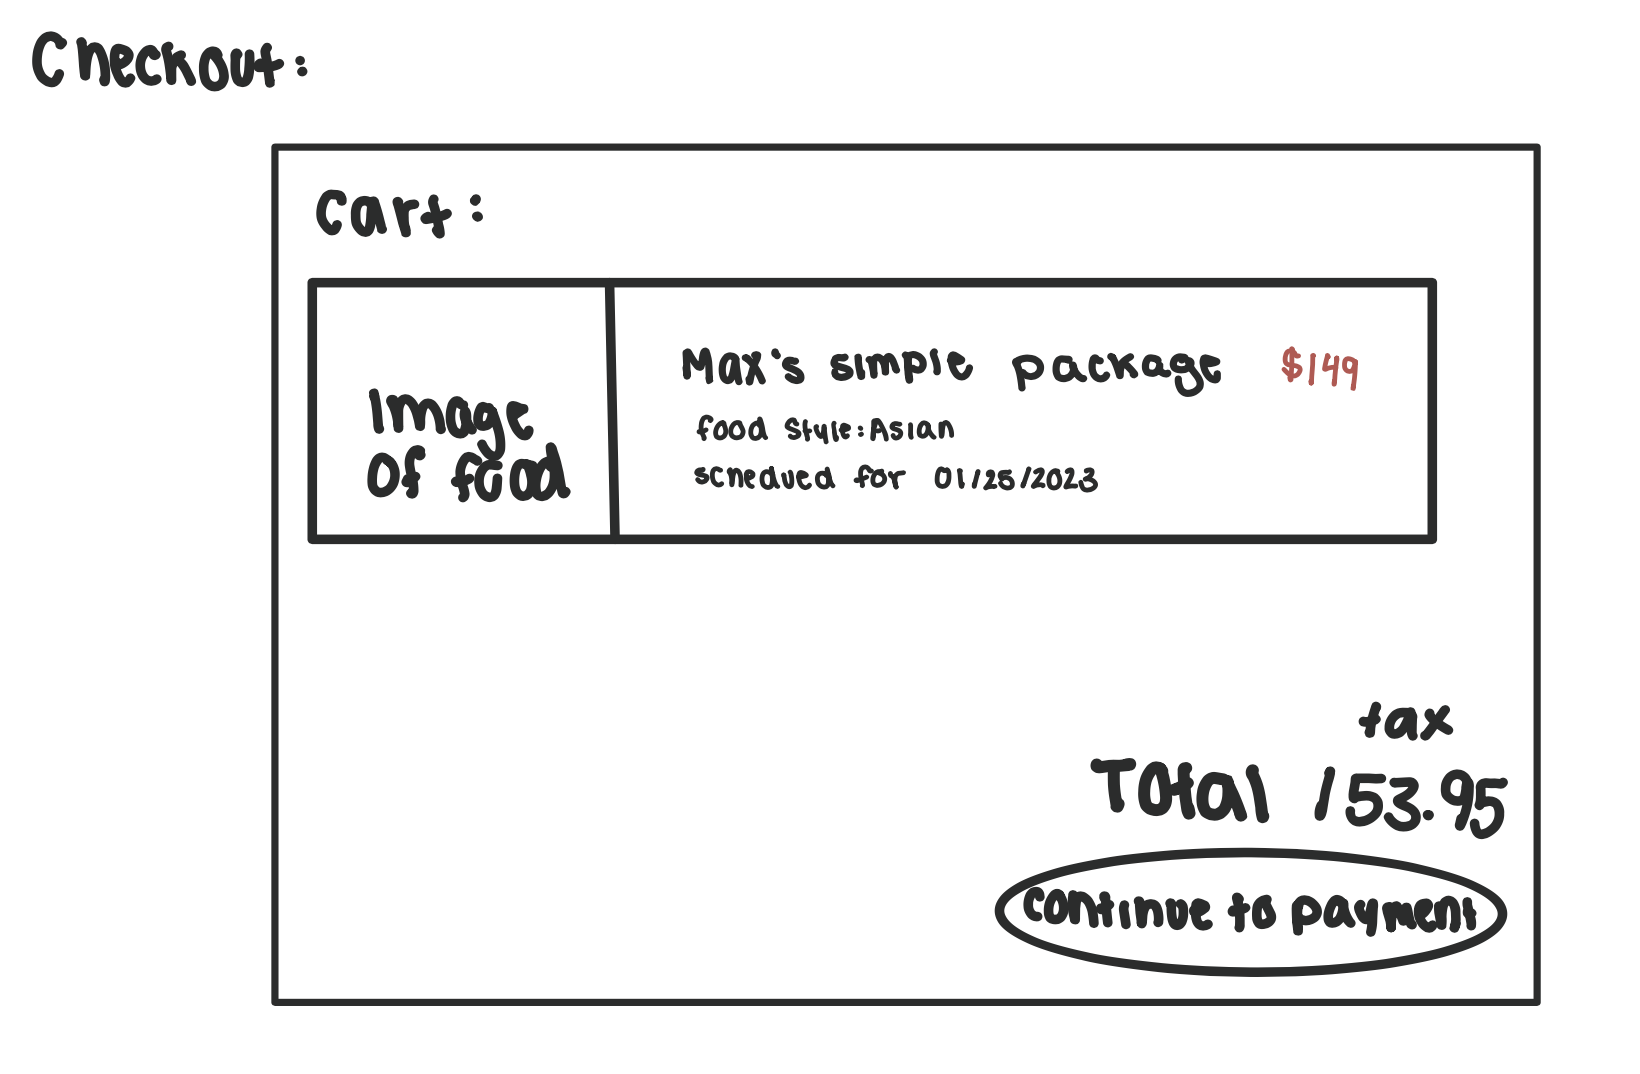 Checkout:
Cart:
Image
of food
Max's simple package $149
food Style: Asian
schedued for 01/25/2023
tax
Total 153.95
continue to payment